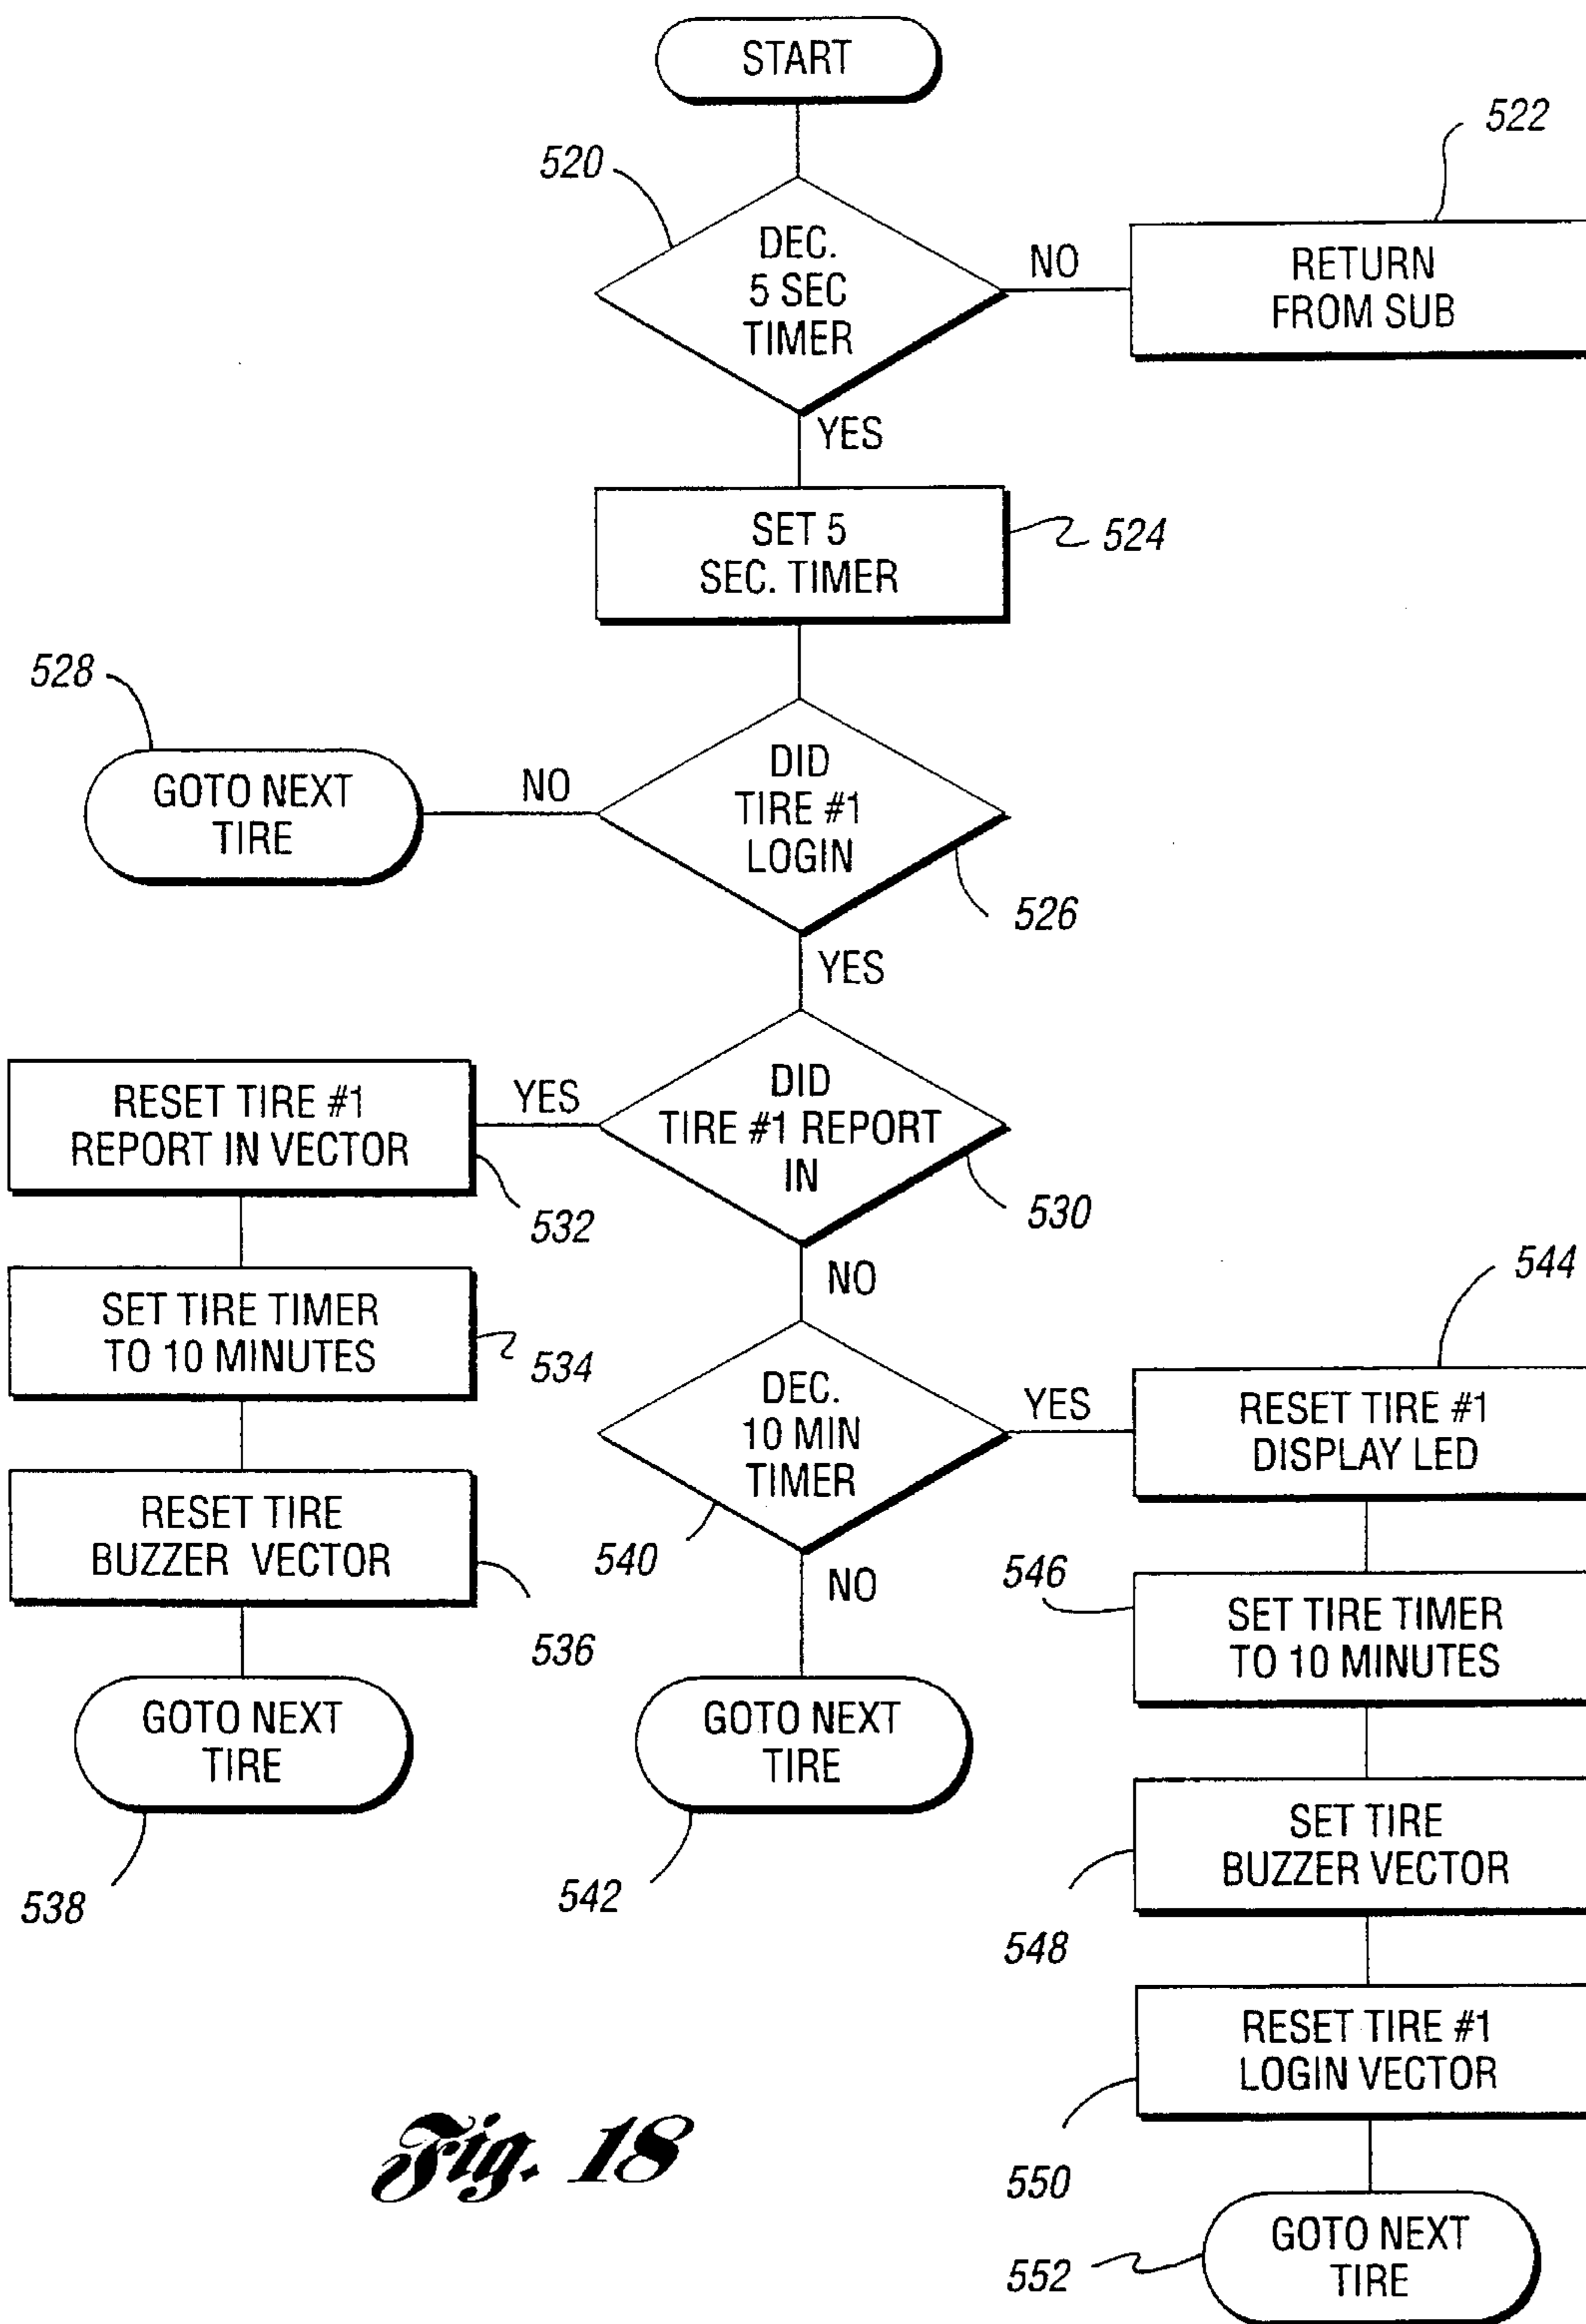 START
520
522
DEC.
5 SEC
TIMER
NO
RETURN
FROM SUB
YES
SET 5
SEC. TIMER
524
528
GOTO NEXT
TIRE
NO
DID
TIRE #1
LOGIN
526
YES
RESET TIRE #1
REPORT IN VECTOR
YES
DID
TIRE #1 REPORT
IN
532
530
NO
544
SET TIRE TIMER
TO 10 MINUTES
534
DEC.
10 MIN
TIMER
YES
RESET TIRE #1
DISPLAY LED
RESET TIRE
BUZZER VECTOR
540
NO
546
SET TIRE TIMER
TO 10 MINUTES
536
GOTO NEXT
TIRE
GOTO NEXT
TIRE
SET TIRE
BUZZER VECTOR
538
542
548
RESET TIRE #1
LOGIN VECTOR
Fig. 18
550
GOTO NEXT
TIRE
552